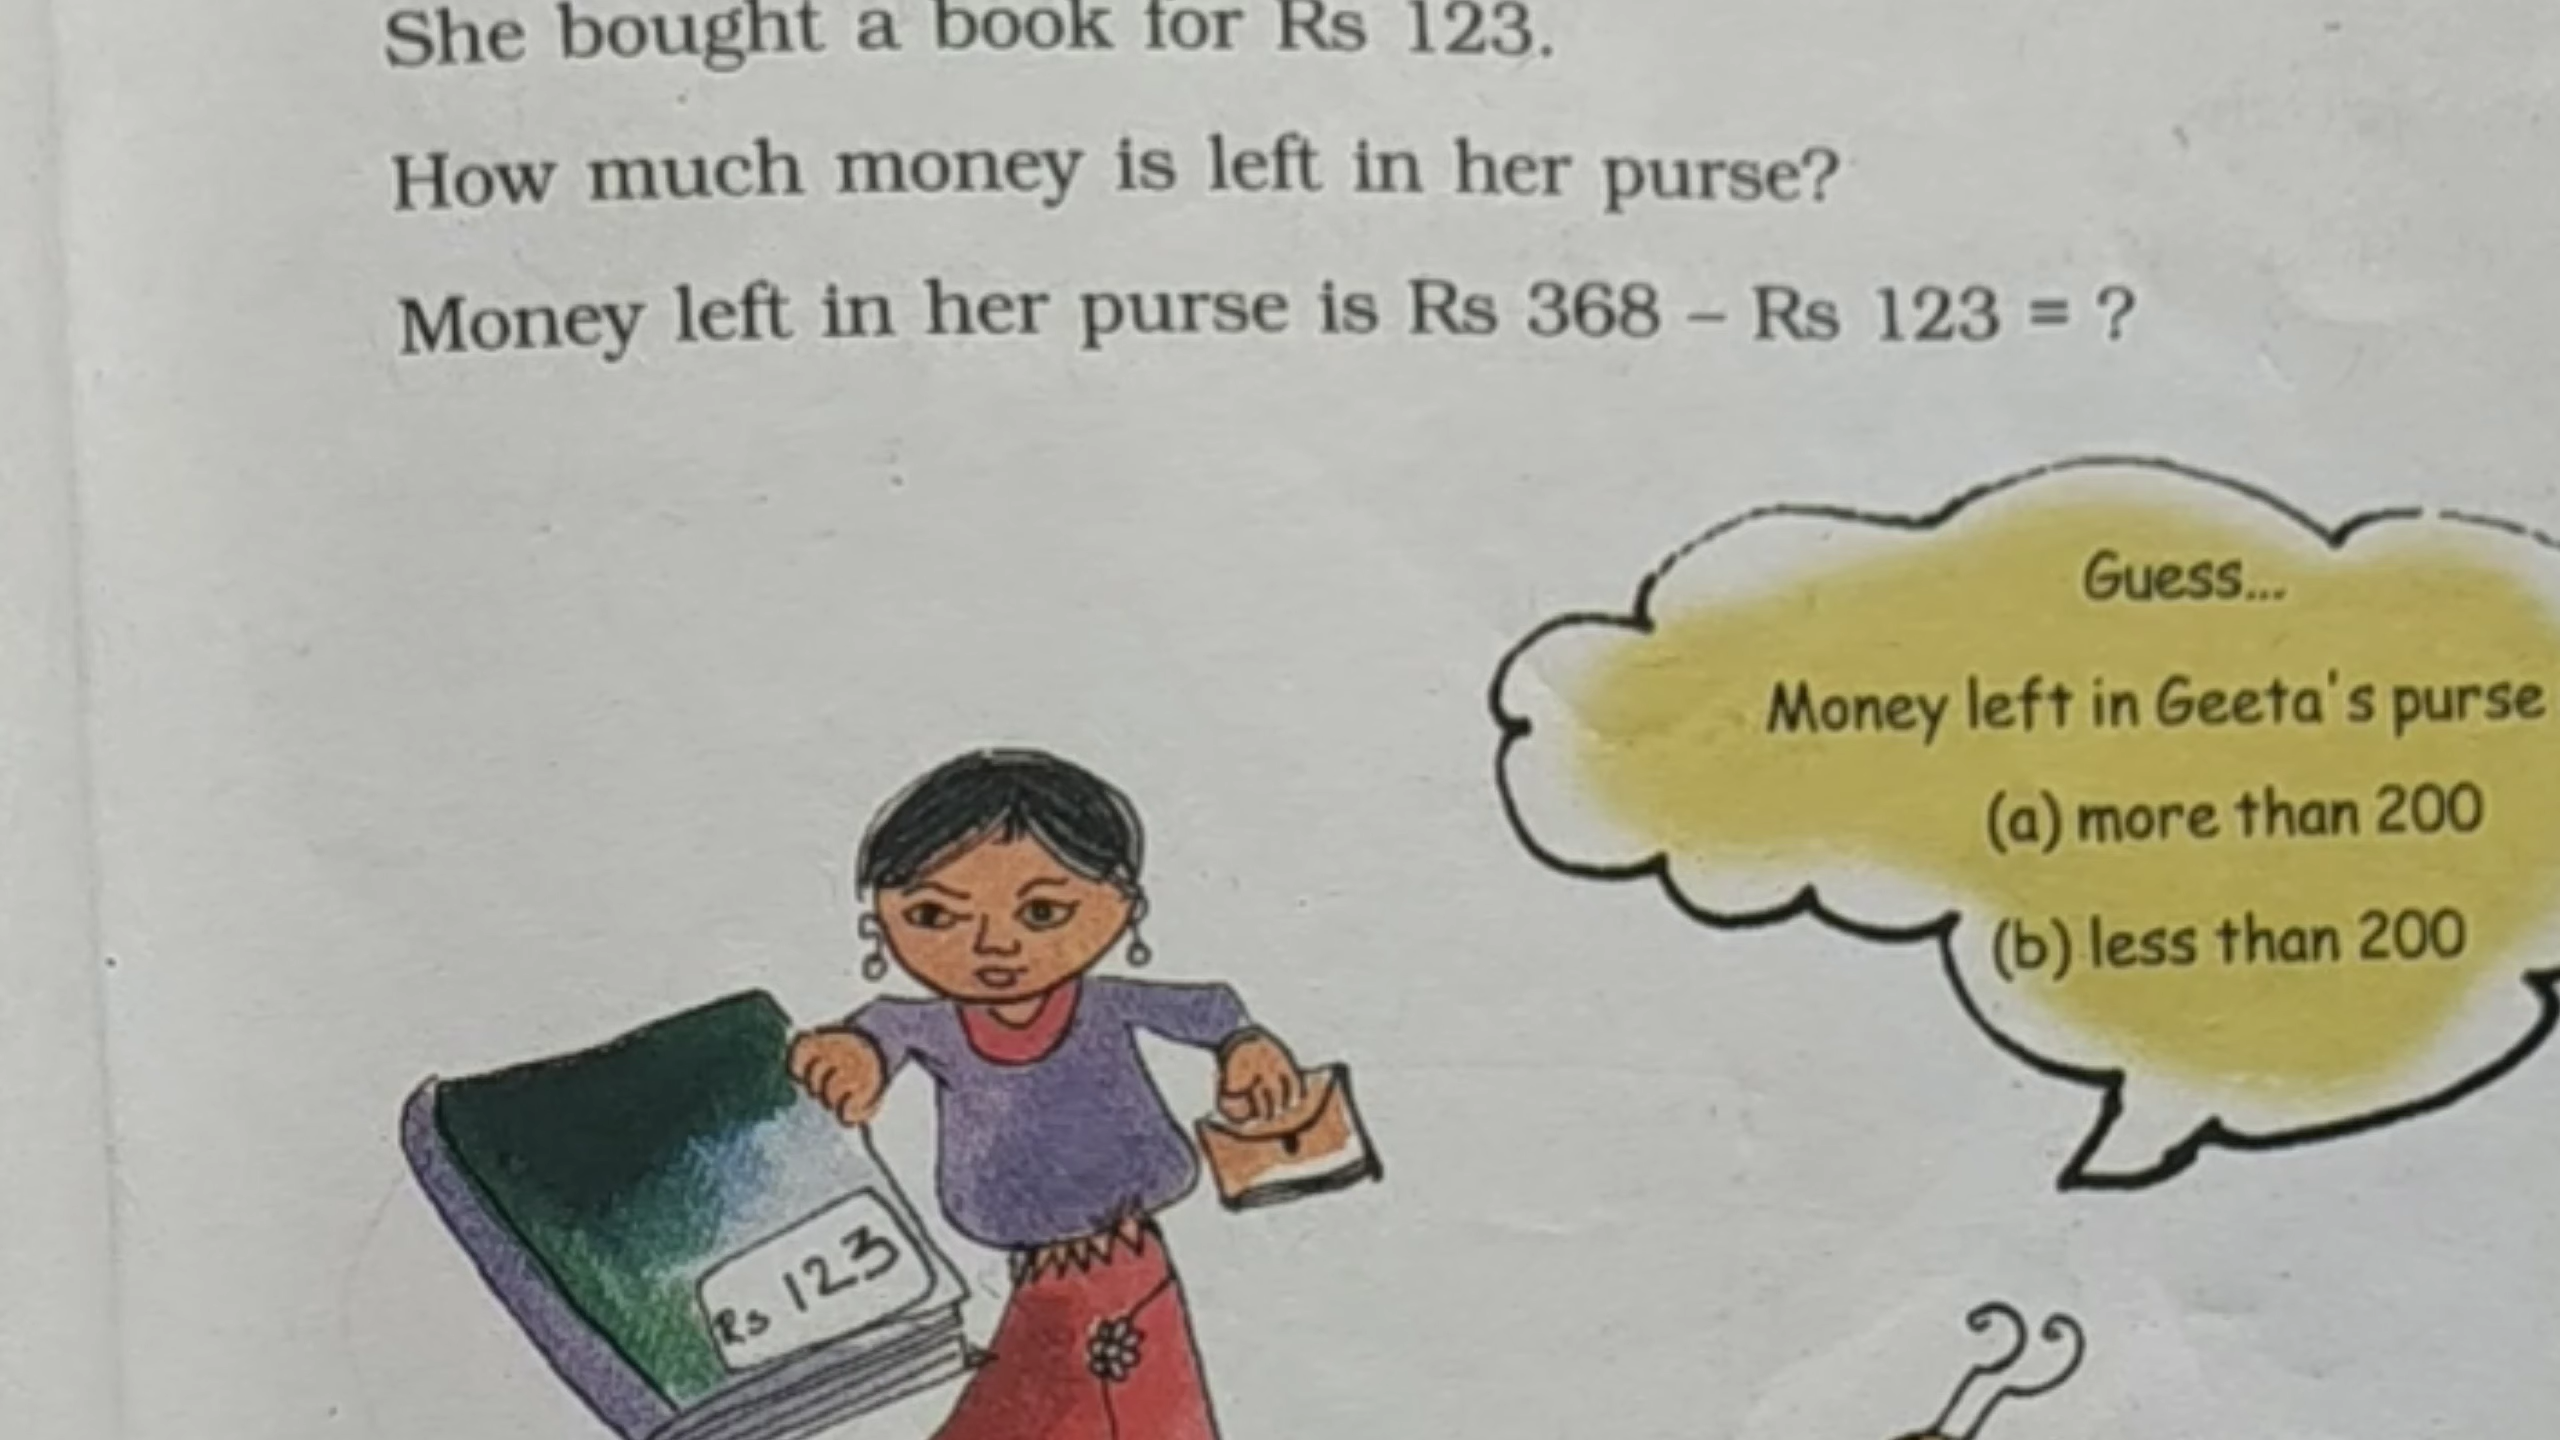 She bought a book for Rs 123.
How much money is left in her purse?
Money left in her purse is Rs 368 – Rs 123 = ?
Guess...
Money left in Geeta's purse
(a) more than 200
(b) less than 200
Rs 123